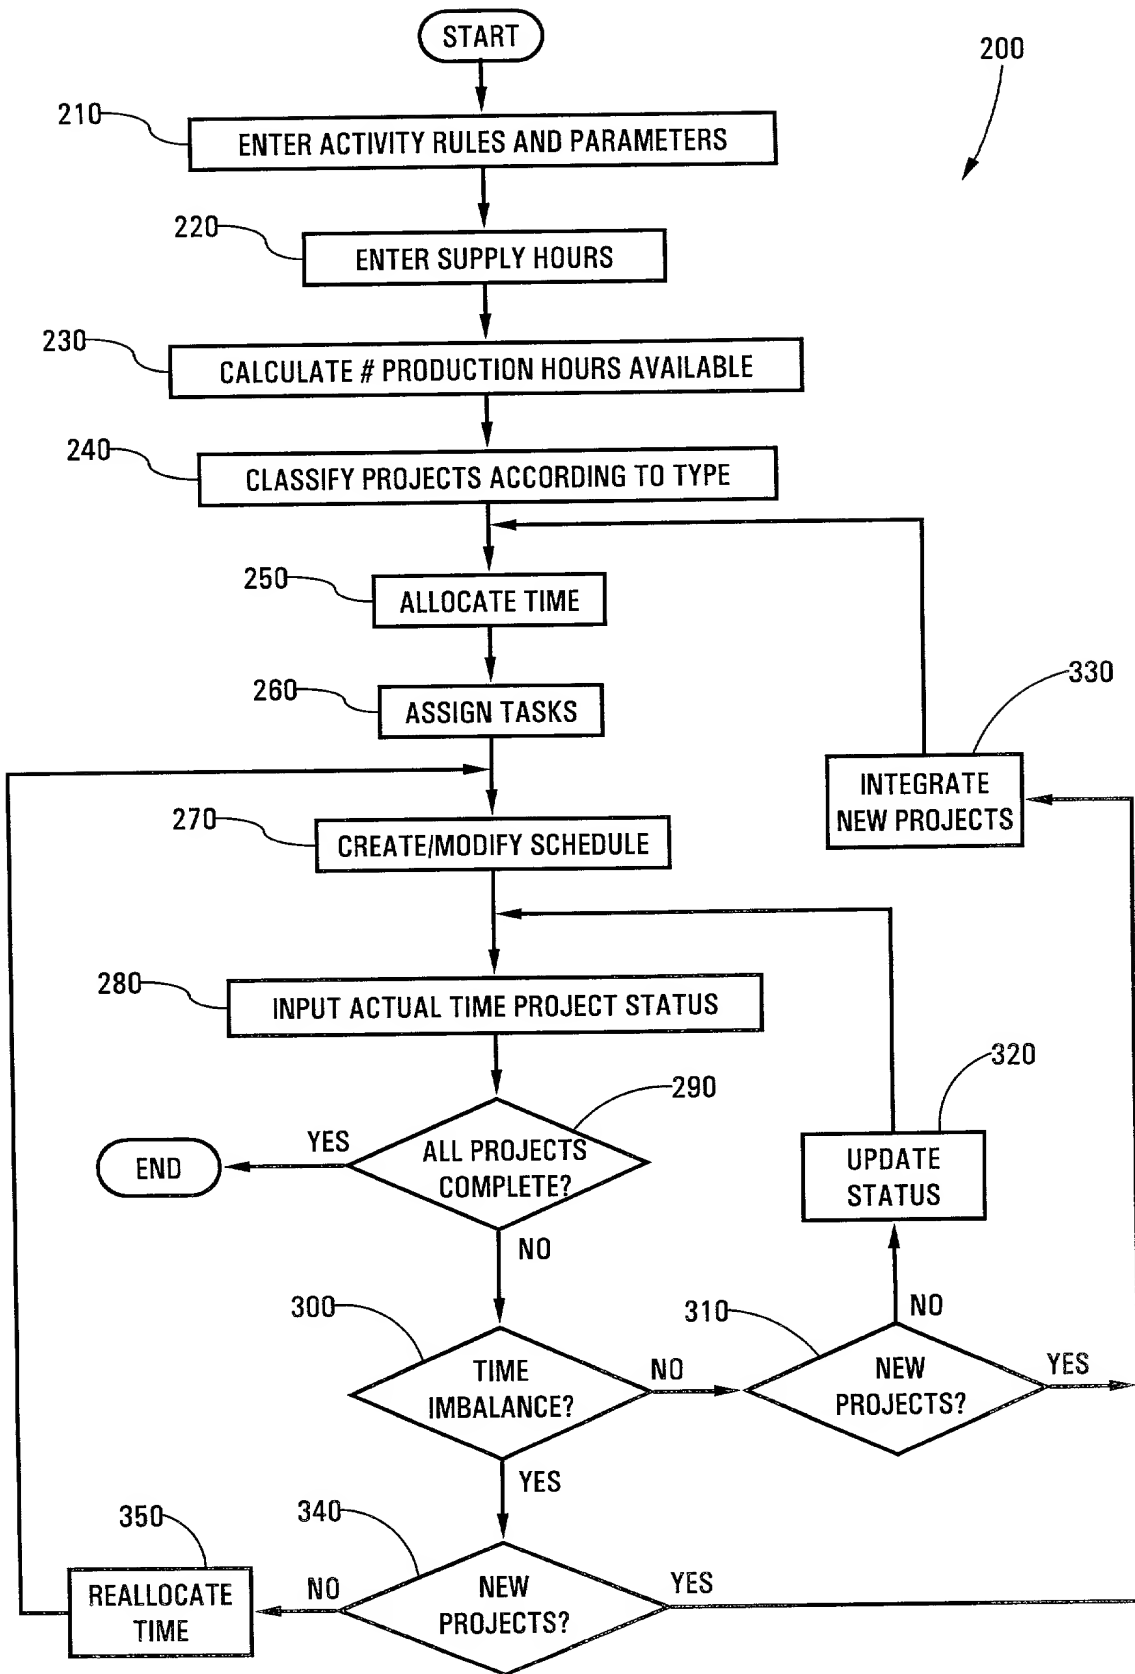 START
200
210
ENTER ACTIVITY RULES AND PARAMETERS
220
ENTER SUPPLY HOURS
230
CALCULATE # PRODUCTION HOURS AVAILABLE
240
CLASSIFY PROJECTS ACCORDING TO TYPE
250
ALLOCATE TIME
260
ASSIGN TASKS
330
INTEGRATE
NEW PROJECTS
270
CREATE/MODIFY SCHEDULE
280
INPUT ACTUAL TIME PROJECT STATUS
290
ALL PROJECTS
COMPLETE?
YES
END
NO
320
UPDATE
STATUS
300
TIME
IMBALANCE?
NO
310
NO
NEW
PROJECTS?
YES
YES
340
NEW
PROJECTS?
YES
NO
350
REALLOCATE
TIME